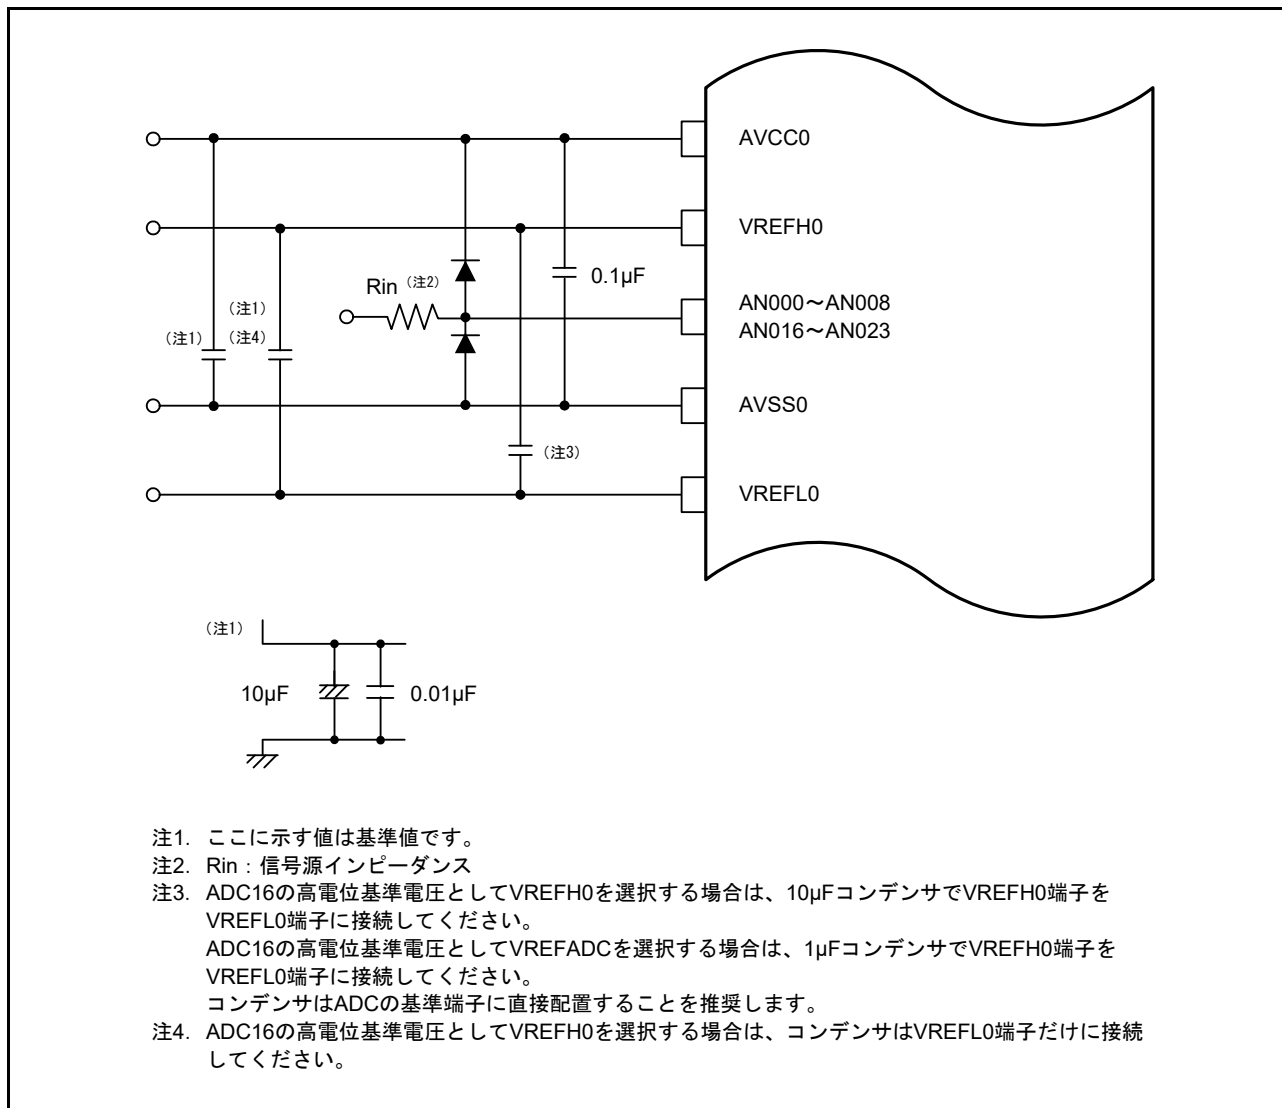 AVCC0
VREFH0
Rin (注2)
0.1µF
AN000～AN008
AN016～AN023
(注1)
(注1)
(注4)
AVSS0
(注3)
VREFL0
(注1)
10µF
0.01µF
注1. ここに示す値は基準値です。
注2. Rin：信号源インピーダンス
注3. ADC16の高電位基準電圧としてVREFH0を選択する場合は、10µFコンデンサでVREFH0端子を
VREFL0端子に接続してください。
ADC16の高電位基準電圧としてVREFADCを選択する場合は、1µFコンデンサでVREFH0端子を
VREFL0端子に接続してください。
コンデンサはADCの基準端子に直接配置することを推奨します。
注4. ADC16の高電位基準電圧としてVREFH0を選択する場合は、コンデンサはVREFL0端子だけに接続
してください。